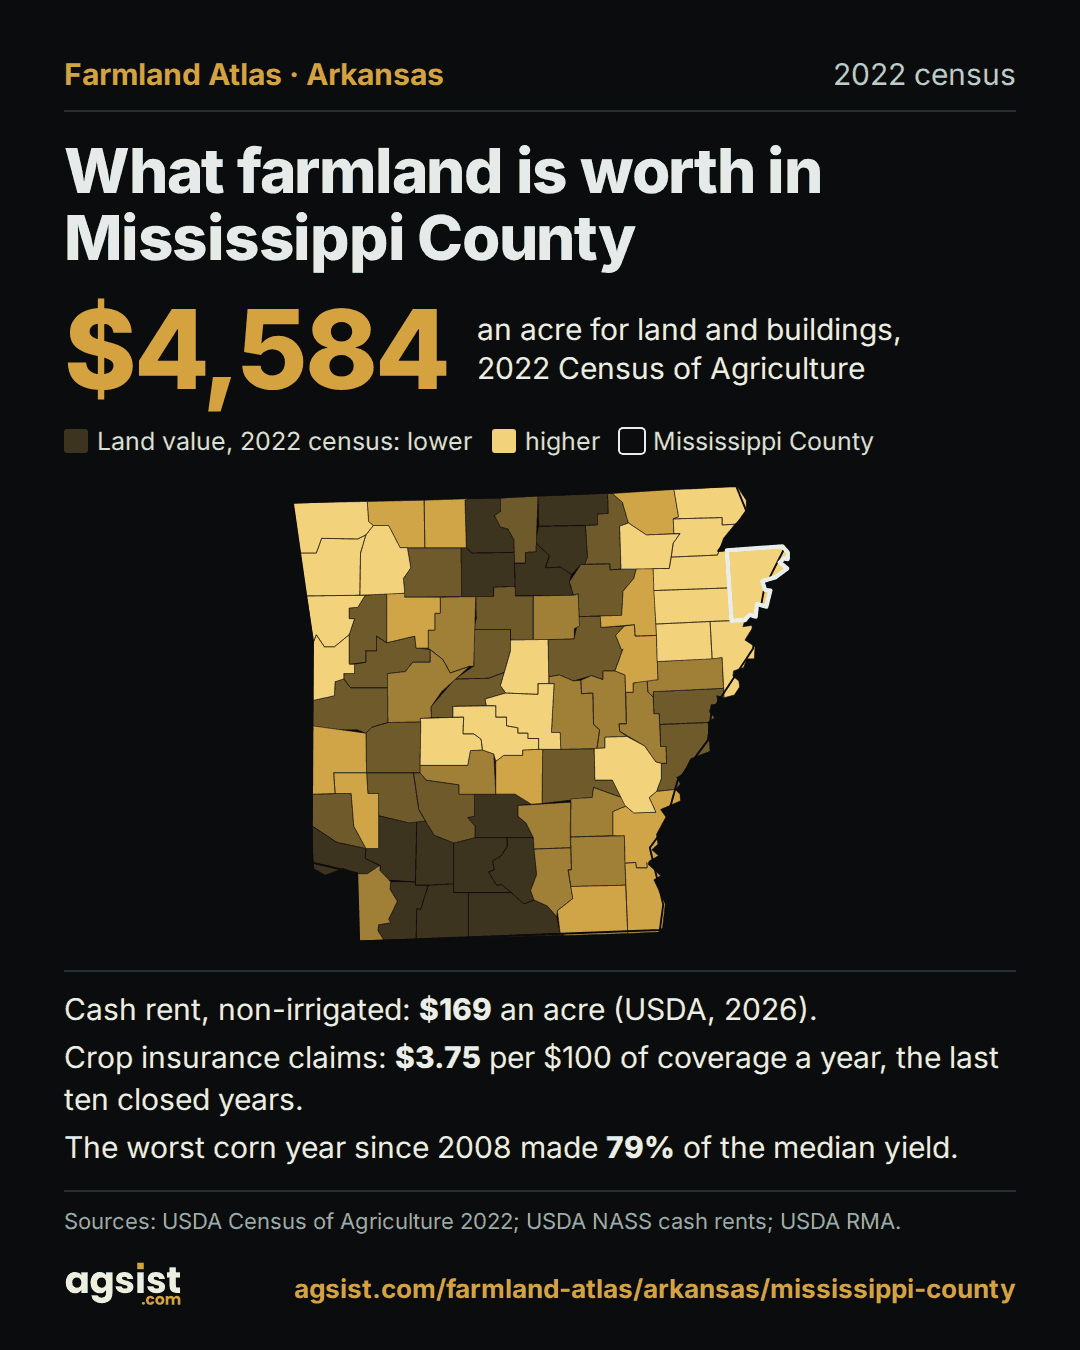 Farmland Atlas · Arkansas
2022 census
What farmland is worth in
Mississippi County
$4,584
an acre for land and buildings,
2022 Census of Agriculture
Land value, 2022 census: lower
higher
Mississippi County
Cash rent, non-irrigated: $169 an acre (USDA, 2026).
Crop insurance claims: $3.75 per $100 of coverage a year, the last
ten closed years.
The worst corn year since 2008 made 79% of the median yield.
Sources: USDA Census of Agriculture 2022; USDA NASS cash rents; USDA RMA.
agsist
.com
agsist.com/farmland-atlas/arkansas/mississippi-county